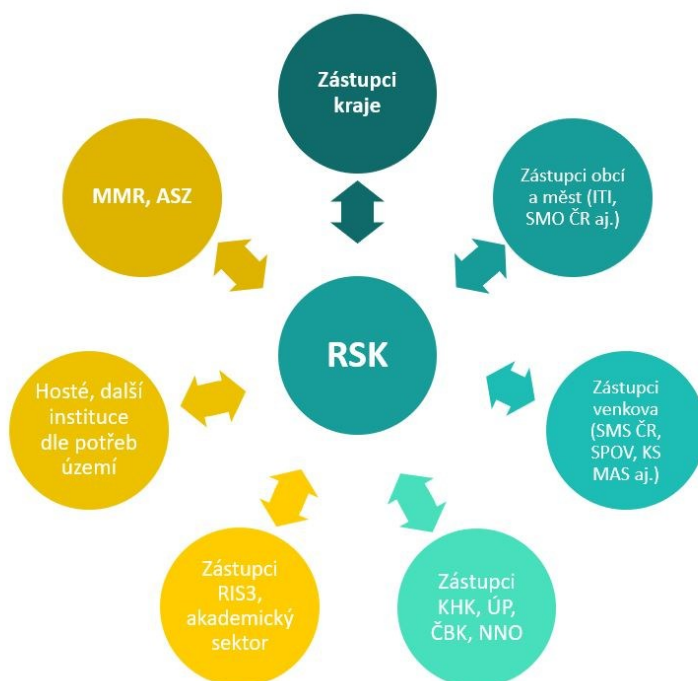 Zástupci
kraje
Zástupci obcí
a měst (ITI,
SMO ČR aj.)
Zástupci
venkova
(SMS ČR,
SPOV, KS
MAS aj.)
Zástupci
KHK, ÚP,
ČBK, NNO
Zástupci
RIS3,
akademický
sektor
Hosté, další
instituce
dle potřeb
území
MMR, ASZ
RSK